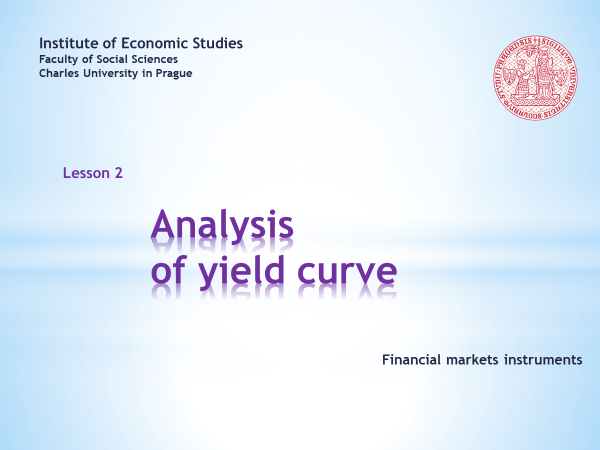 Institute of Economic Studies
Faculty of Social Sciences
Charles University in Prague
Lesson 2
Analysis
of yield curve
Financial markets instruments